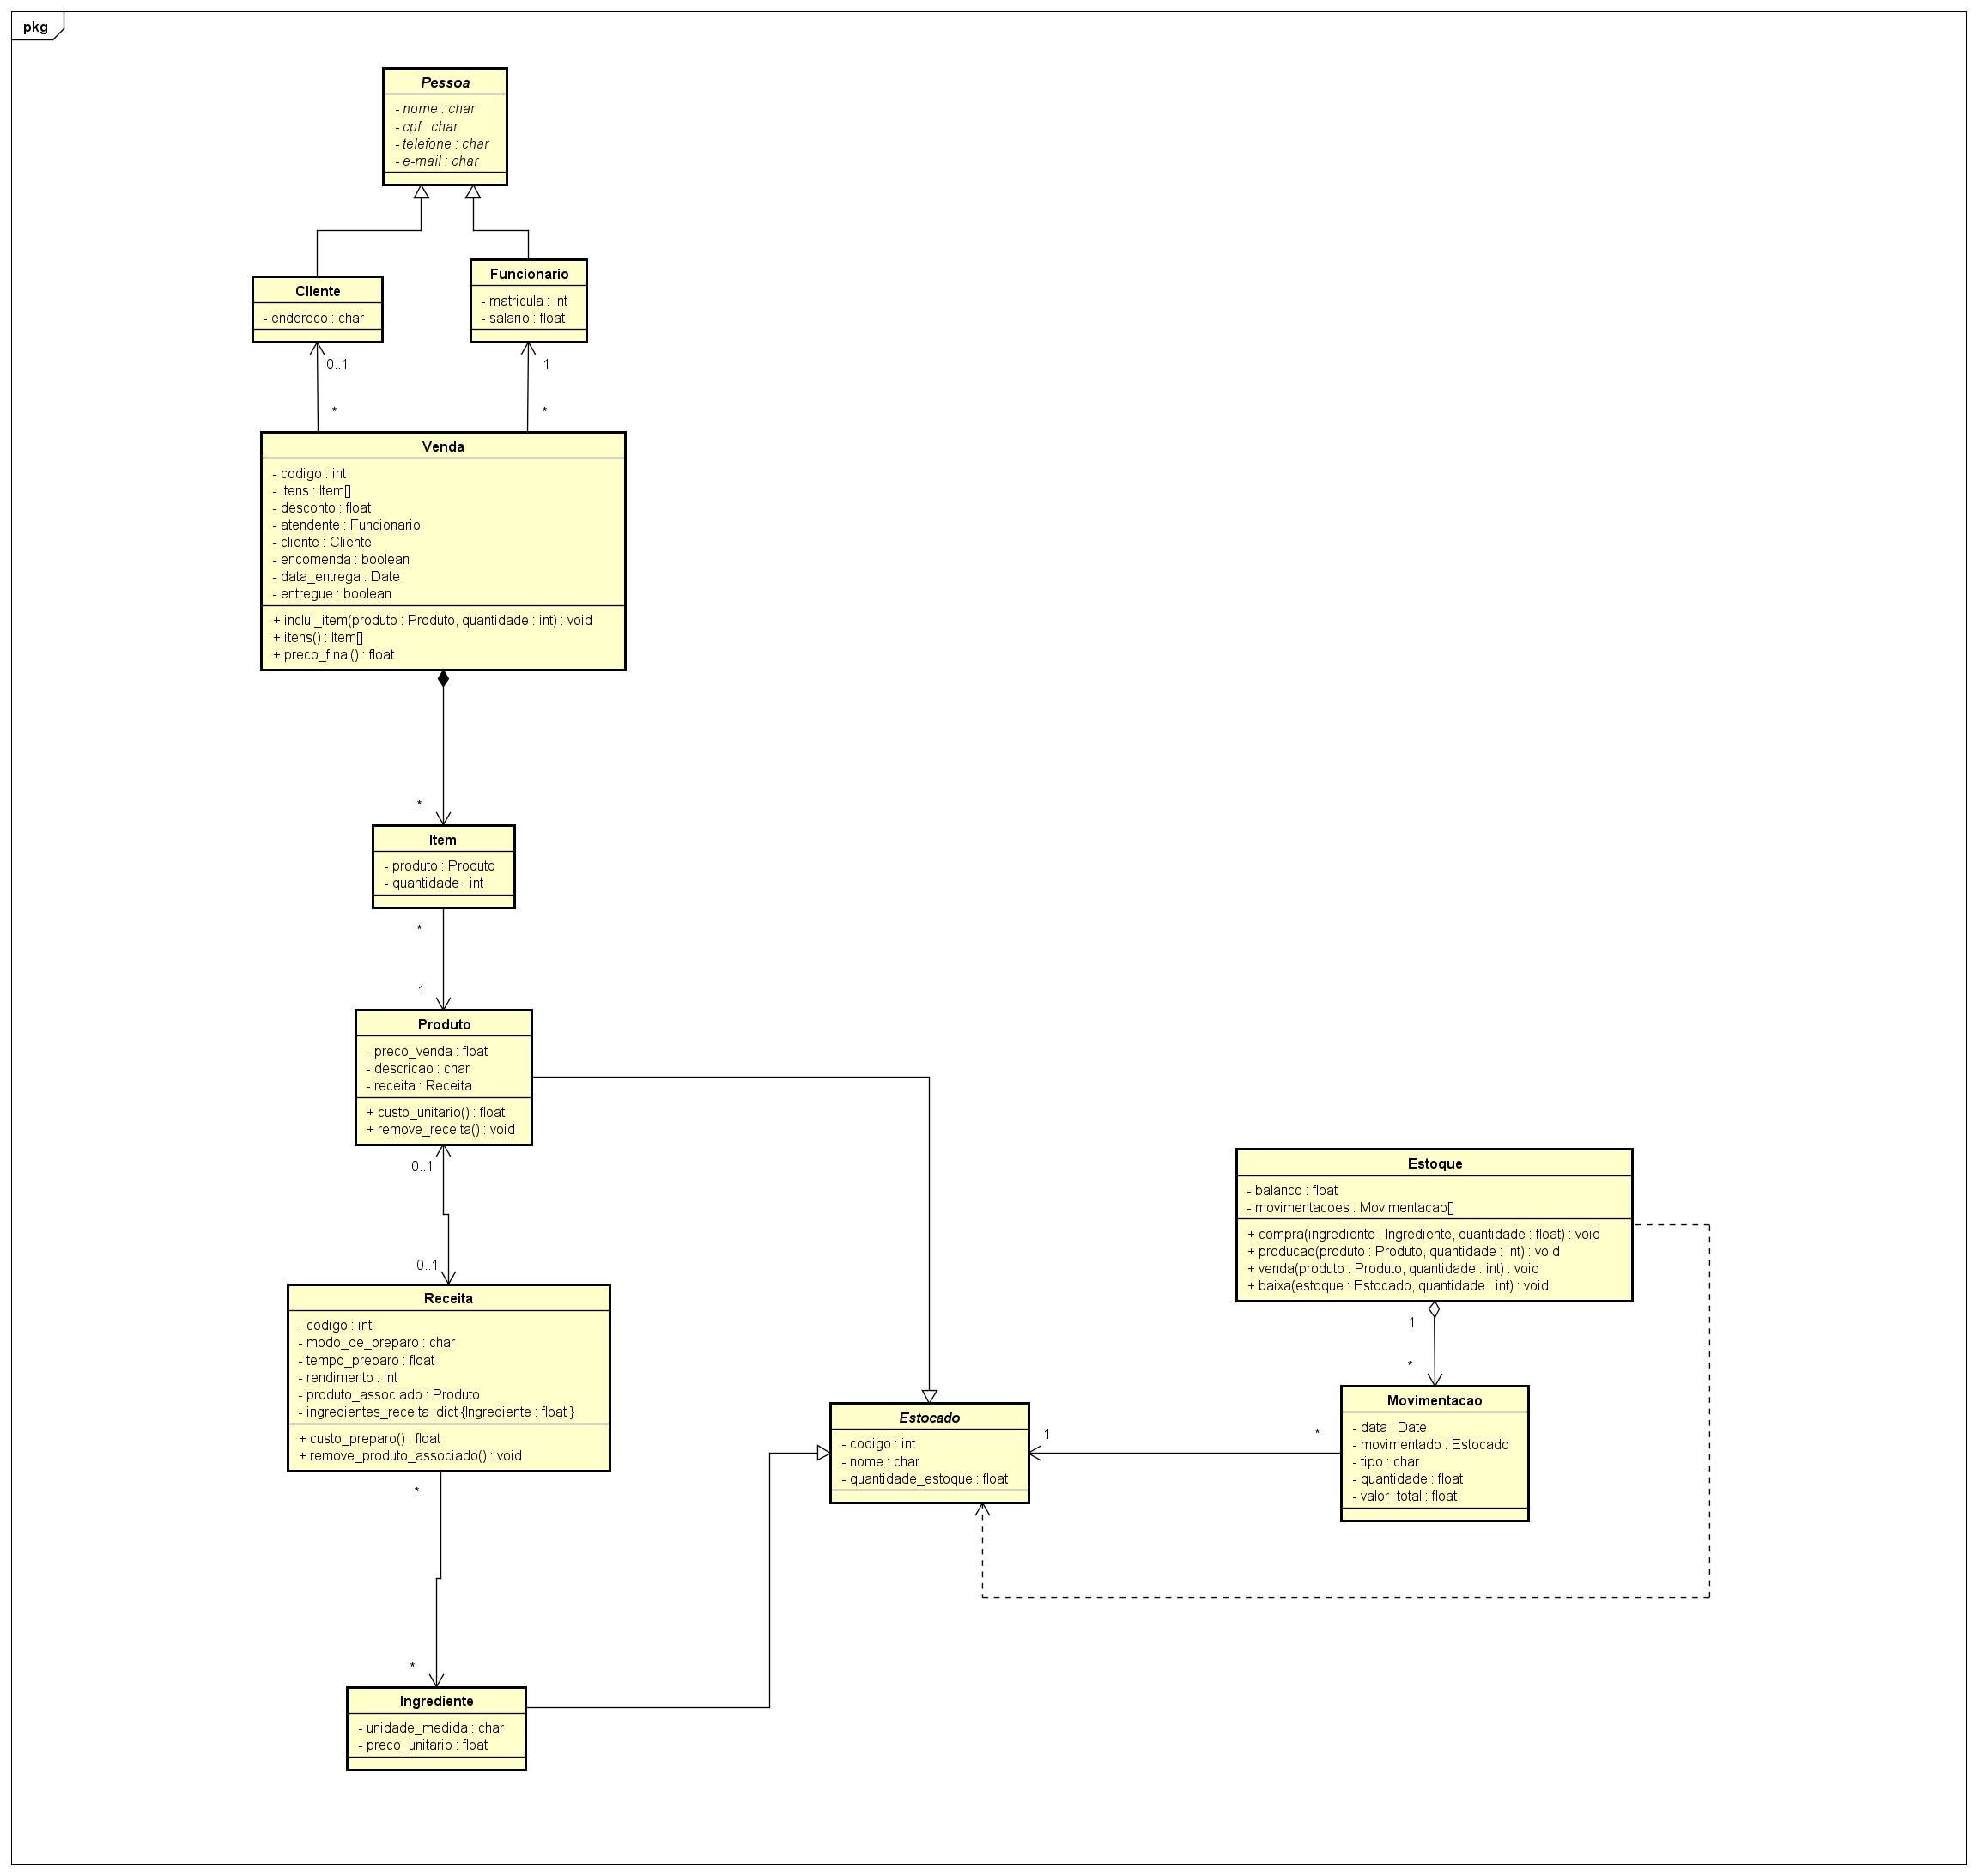 pkg
Pessoa
- nome : char
- cpf : char
- telefone : char
- e-mail : char
Cliente
- endereco : char
Funcionario
- matricula : int
- salario : float
0..1
1
*
*
Venda
- codigo : int
- itens : Item[]
- desconto : float
- atendente : Funcionario
- cliente : Cliente
- encomenda : boolean
- data_entrega : Date
- entregue : boolean
+ inclui_item(produto : Produto, quantidade : int) : void
+ itens() : Item[]
+ preco_final() : float
*
Item
- produto : Produto
- quantidade : int
*
1
Produto
- preco_venda : float
- descricao : char
- receita : Receita
+ custo_unitario() : float
+ remove_receita() : void
0..1
0..1
Receita
- codigo : int
- modo_de_preparo : char
- tempo_preparo : float
- rendimento : int
- produto_associado : Produto
- ingredientes_receita :dict {Ingrediente : float }
+ custo_preparo() : float
+ remove_produto_associado() : void
*
*
Ingrediente
- unidade_medida : char
- preco_unitario : float
Estoque
- balanco : float
- movimentacoes : Movimentacao[]
+ compra(ingrediente : Ingrediente, quantidade : float) : void
+ producao(produto : Produto, quantidade : int) : void
+ venda(produto : Produto, quantidade : int) : void
+ baixa(estoque : Estocado, quantidade : int) : void
1
*
Estocado
- codigo : int
- nome : char
- quantidade_estoque : float
1
*
Movimentacao
- data : Date
- movimentado : Estocado
- tipo : char
- quantidade : float
- valor_total : float